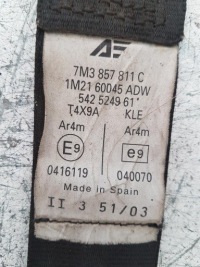 7M3 857 811 C
1M21 60045 ADW
542 5249 61
T4X9A KLE
Ar4m Ar4m
E9 e9
0416119 040070
Made in Spain
II 3 51/03